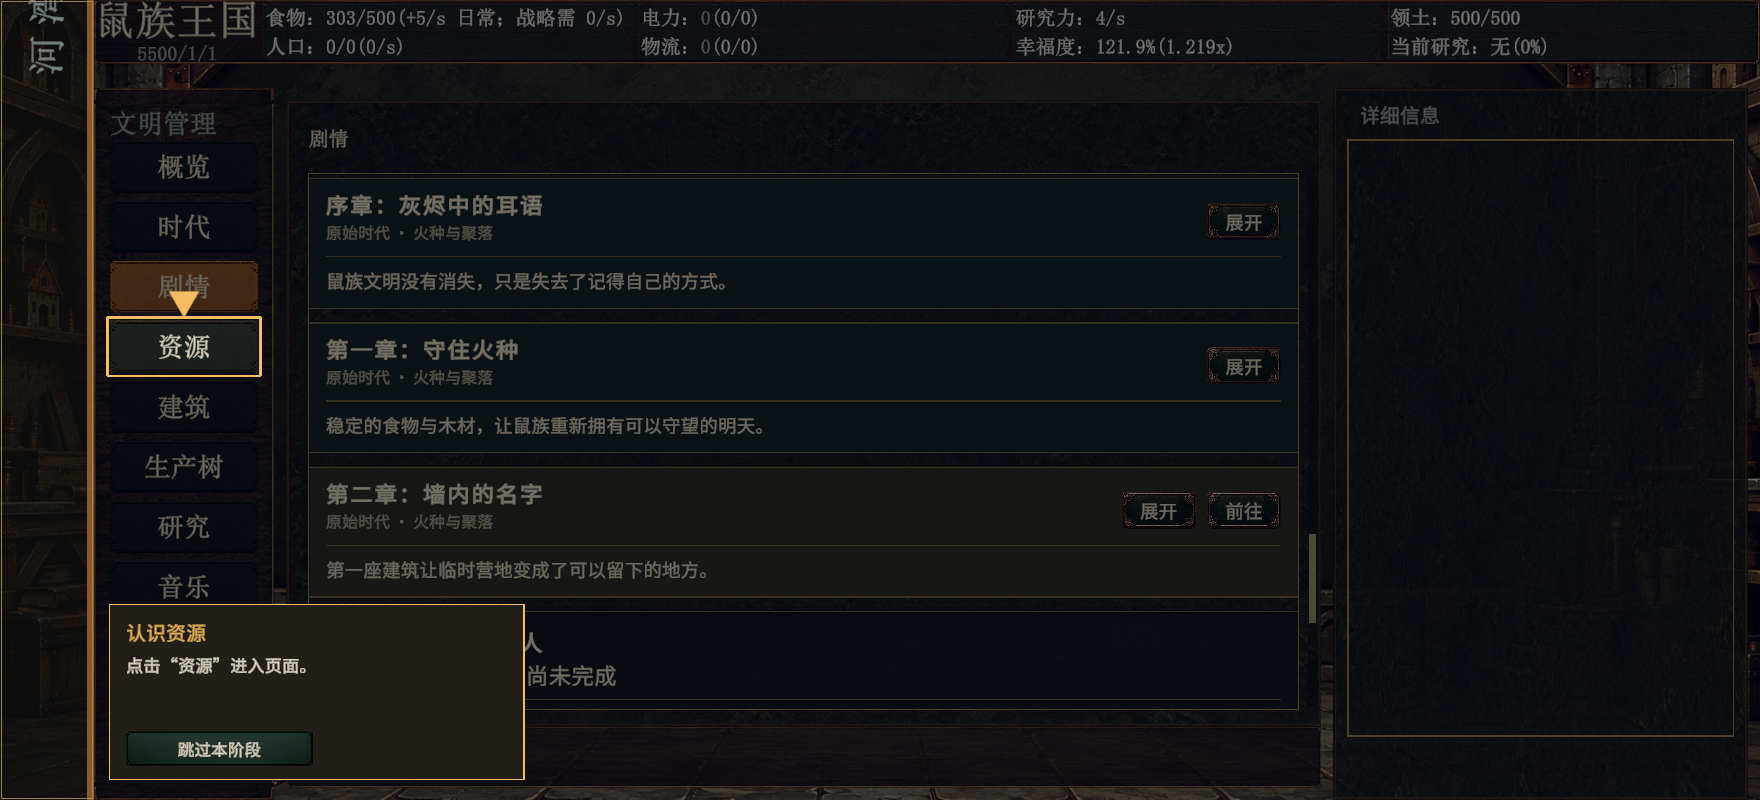 鼠族王国
5500/1/1
食物：303/500(+5/s 日常；战略需 0/s)
人口：0/0(0/s)
电力：0(0/0)
物流：0(0/0)
研究力：4/s
幸福度：121.9%(1.219x)
领土：500/500
当前研究：无(0%)
文明管理
概览
时代
剧情
资源
建筑
生产树
研究
音乐
剧情
序章：灰烬中的耳语
原始时代 · 火种与聚落
展开
鼠族文明没有消失，只是失去了记得自己的方式。
第一章：守住火种
原始时代 · 火种与聚落
展开
稳定的食物与木材，让鼠族重新拥有可以守望的明天。
第二章：墙内的名字
原始时代 · 火种与聚落
展开
前往
第一座建筑让临时营地变成了可以留下的地方。
人
尚未完成
详细信息
认识资源
点击“资源”进入页面。
跳过本阶段